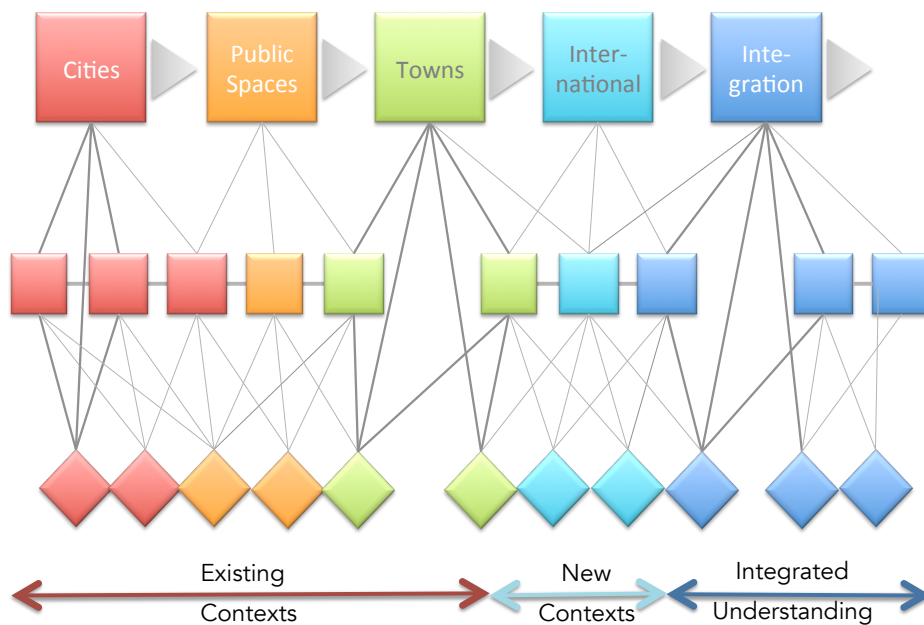 Cities
Public
Spaces
Towns
Inter-
national
Inte-
gration
Existing
Contexts
New
Contexts
Integrated
Understanding